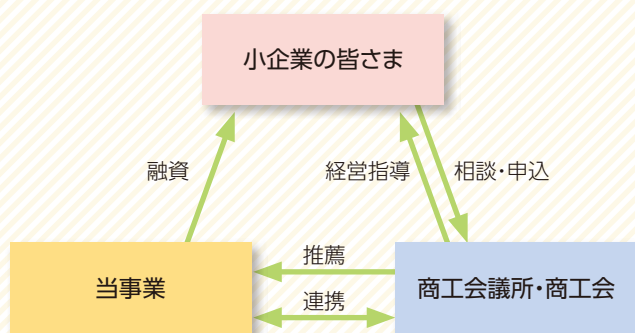 小企業の皆さま
融資
経営指導
相談・申込
当事業
推薦
連携
商工会議所・商工会